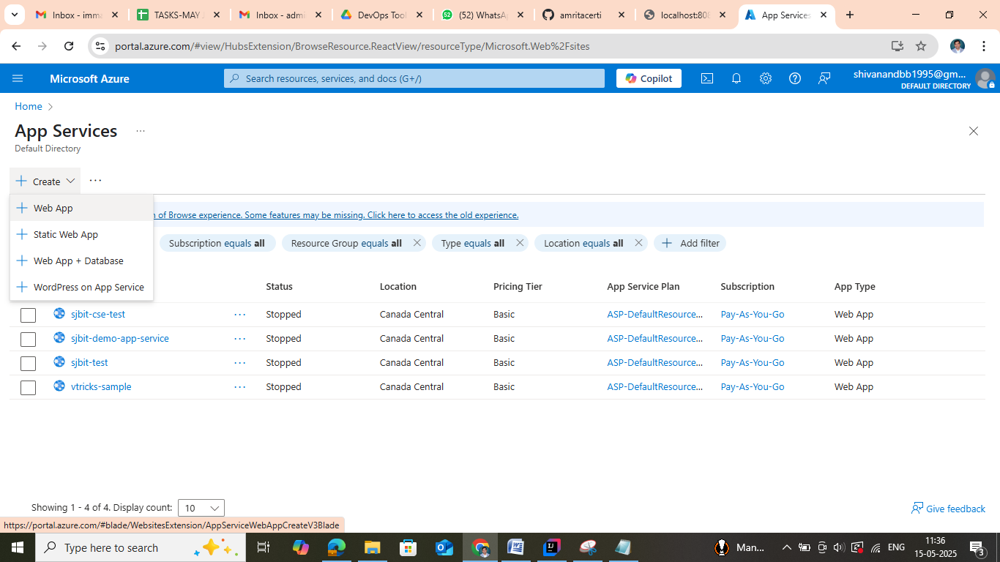 Inbox - imma
TASKS-MAY
Inbox - admi
DevOps Tool
(52) WhatsA
amritacerti
localhost:808
App Services
portal.azure.com/#view/HubsExtension/BrowseResource.ReactView/resourceType/Microsoft.Web%2Fsites
Microsoft Azure
Search resources, services, and docs (G+/)
Copilot
shivanandbb1995@gm...
DEFAULT DIRECTORY
Home
App Services
...
Default Directory
Create
...
Web App
Static Web App
Web App + Database
WordPress on App Service
n of Browse experience. Some features may be missing. Click here to access the old experience.
Subscription equals all
Resource Group equals all
Type equals all
Location equals all
Add filter
Status Location Pricing Tier App Service Plan Subscription App Type
sjbit-cse-test ... Stopped Canada Central Basic ASP-DefaultResource... Pay-As-You-Go Web App
sjbit-demo-app-service ... Stopped Canada Central Basic ASP-DefaultResource... Pay-As-You-Go Web App
sjbit-test ... Stopped Canada Central Basic ASP-DefaultResource... Pay-As-You-Go Web App
vtricks-sample ... Stopped Canada Central Basic ASP-DefaultResource... Pay-As-You-Go Web App
Showing 1 - 4 of 4. Display count: 10
Give feedback
https://portal.azure.com/#blade/WebsitesExtension/AppServiceWebAppCreateV3Blade
Type here to search
Man...
ENG
11:36
15-05-2025
3